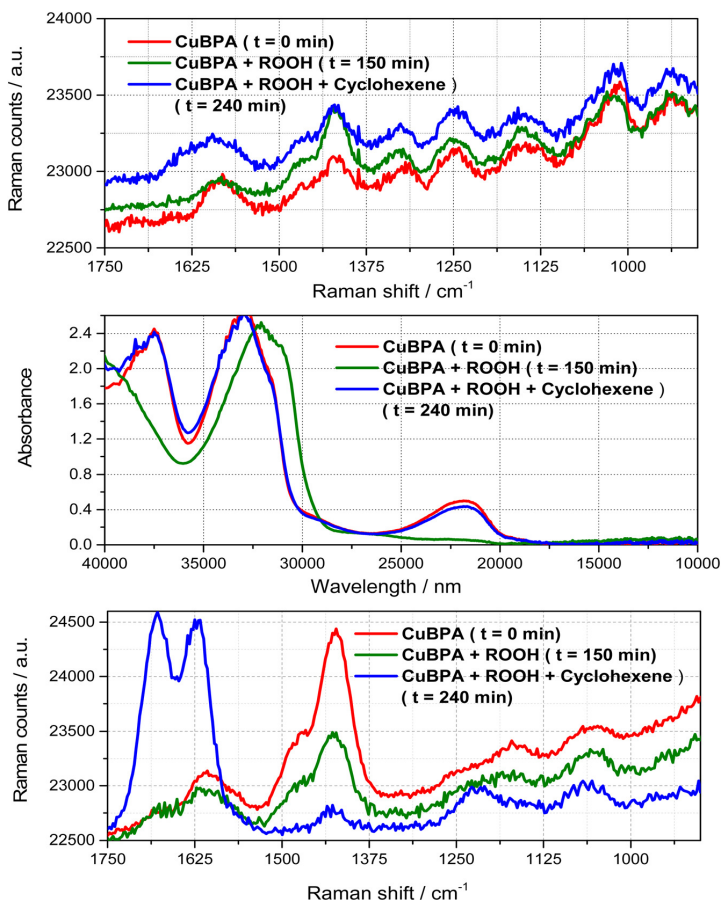 24000
CuBPA ( t = 0 min)
CuBPA + ROOH ( t = 150 min)
CuBPA + ROOH + Cyclohexene )
( t = 240 min)
23500
23000
22500
Raman counts / a.u.
1750 1625 1500 1375 1250 1125 1000
Raman shift / cm-1
2.4
CuBPA ( t = 0 min)
CuBPA + ROOH ( t = 150 min)
2.0
CuBPA + ROOH + Cyclohexene )
( t = 240 min)
1.6
1.2
0.8
0.4
0.0
Absorbance
40000 35000 30000 25000 20000 15000 10000
Wavelength / nm
24500
CuBPA ( t = 0 min)
CuBPA + ROOH ( t = 150 min)
24000
CuBPA + ROOH + Cyclohexene )
( t = 240 min)
23500
23000
22500
Raman counts / a.u.
1750 1625 1500 1375 1250 1125 1000
Raman shift / cm-1